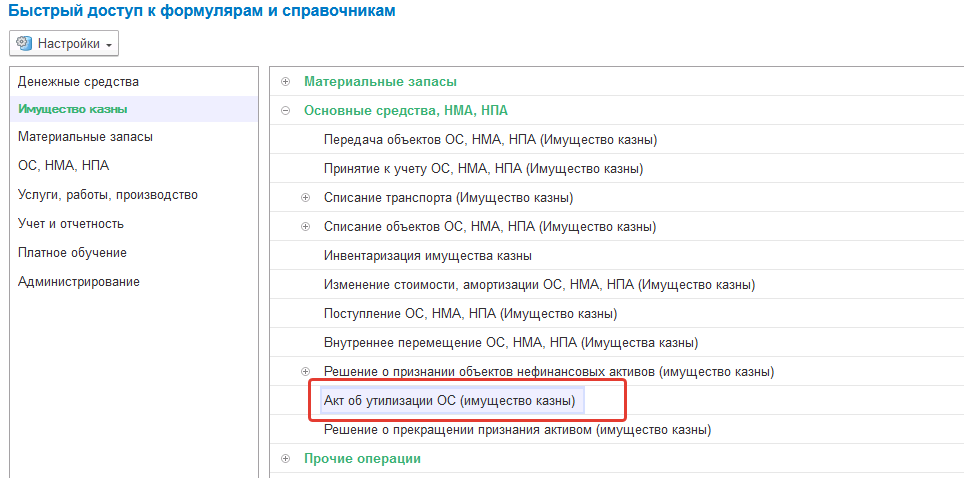 Быстрый доступ к формулярам и справочникам
Настройки
Денежные средства
Имущество казны
Материальные запасы
ОС, НМА, НПА
Услуги, работы, производство
Учет и отчетность
Платное обучение
Администрирование
Материальные запасы
Основные средства, НМА, НПА
Передача объектов ОС, НМА, НПА (Имущество казны)
Принятие к учету ОС, НМА, НПА (Имущество казны)
Списание транспорта (Имущество казны)
Списание объектов ОС, НМА, НПА (Имущество казны)
Инвентаризация имущества казны
Изменение стоимости, амортизации ОС, НМА, НПА (Имущество казны)
Поступление ОС, НМА, НПА (Имущество казны)
Внутреннее перемещение ОС, НМА, НПА (Имущества казны)
Решение о признании объектов нефинансовых активов (имущество казны)
Акт об утилизации ОС (имущество казны)
Решение о прекращении признания активом (имущество казны)
Прочие операции